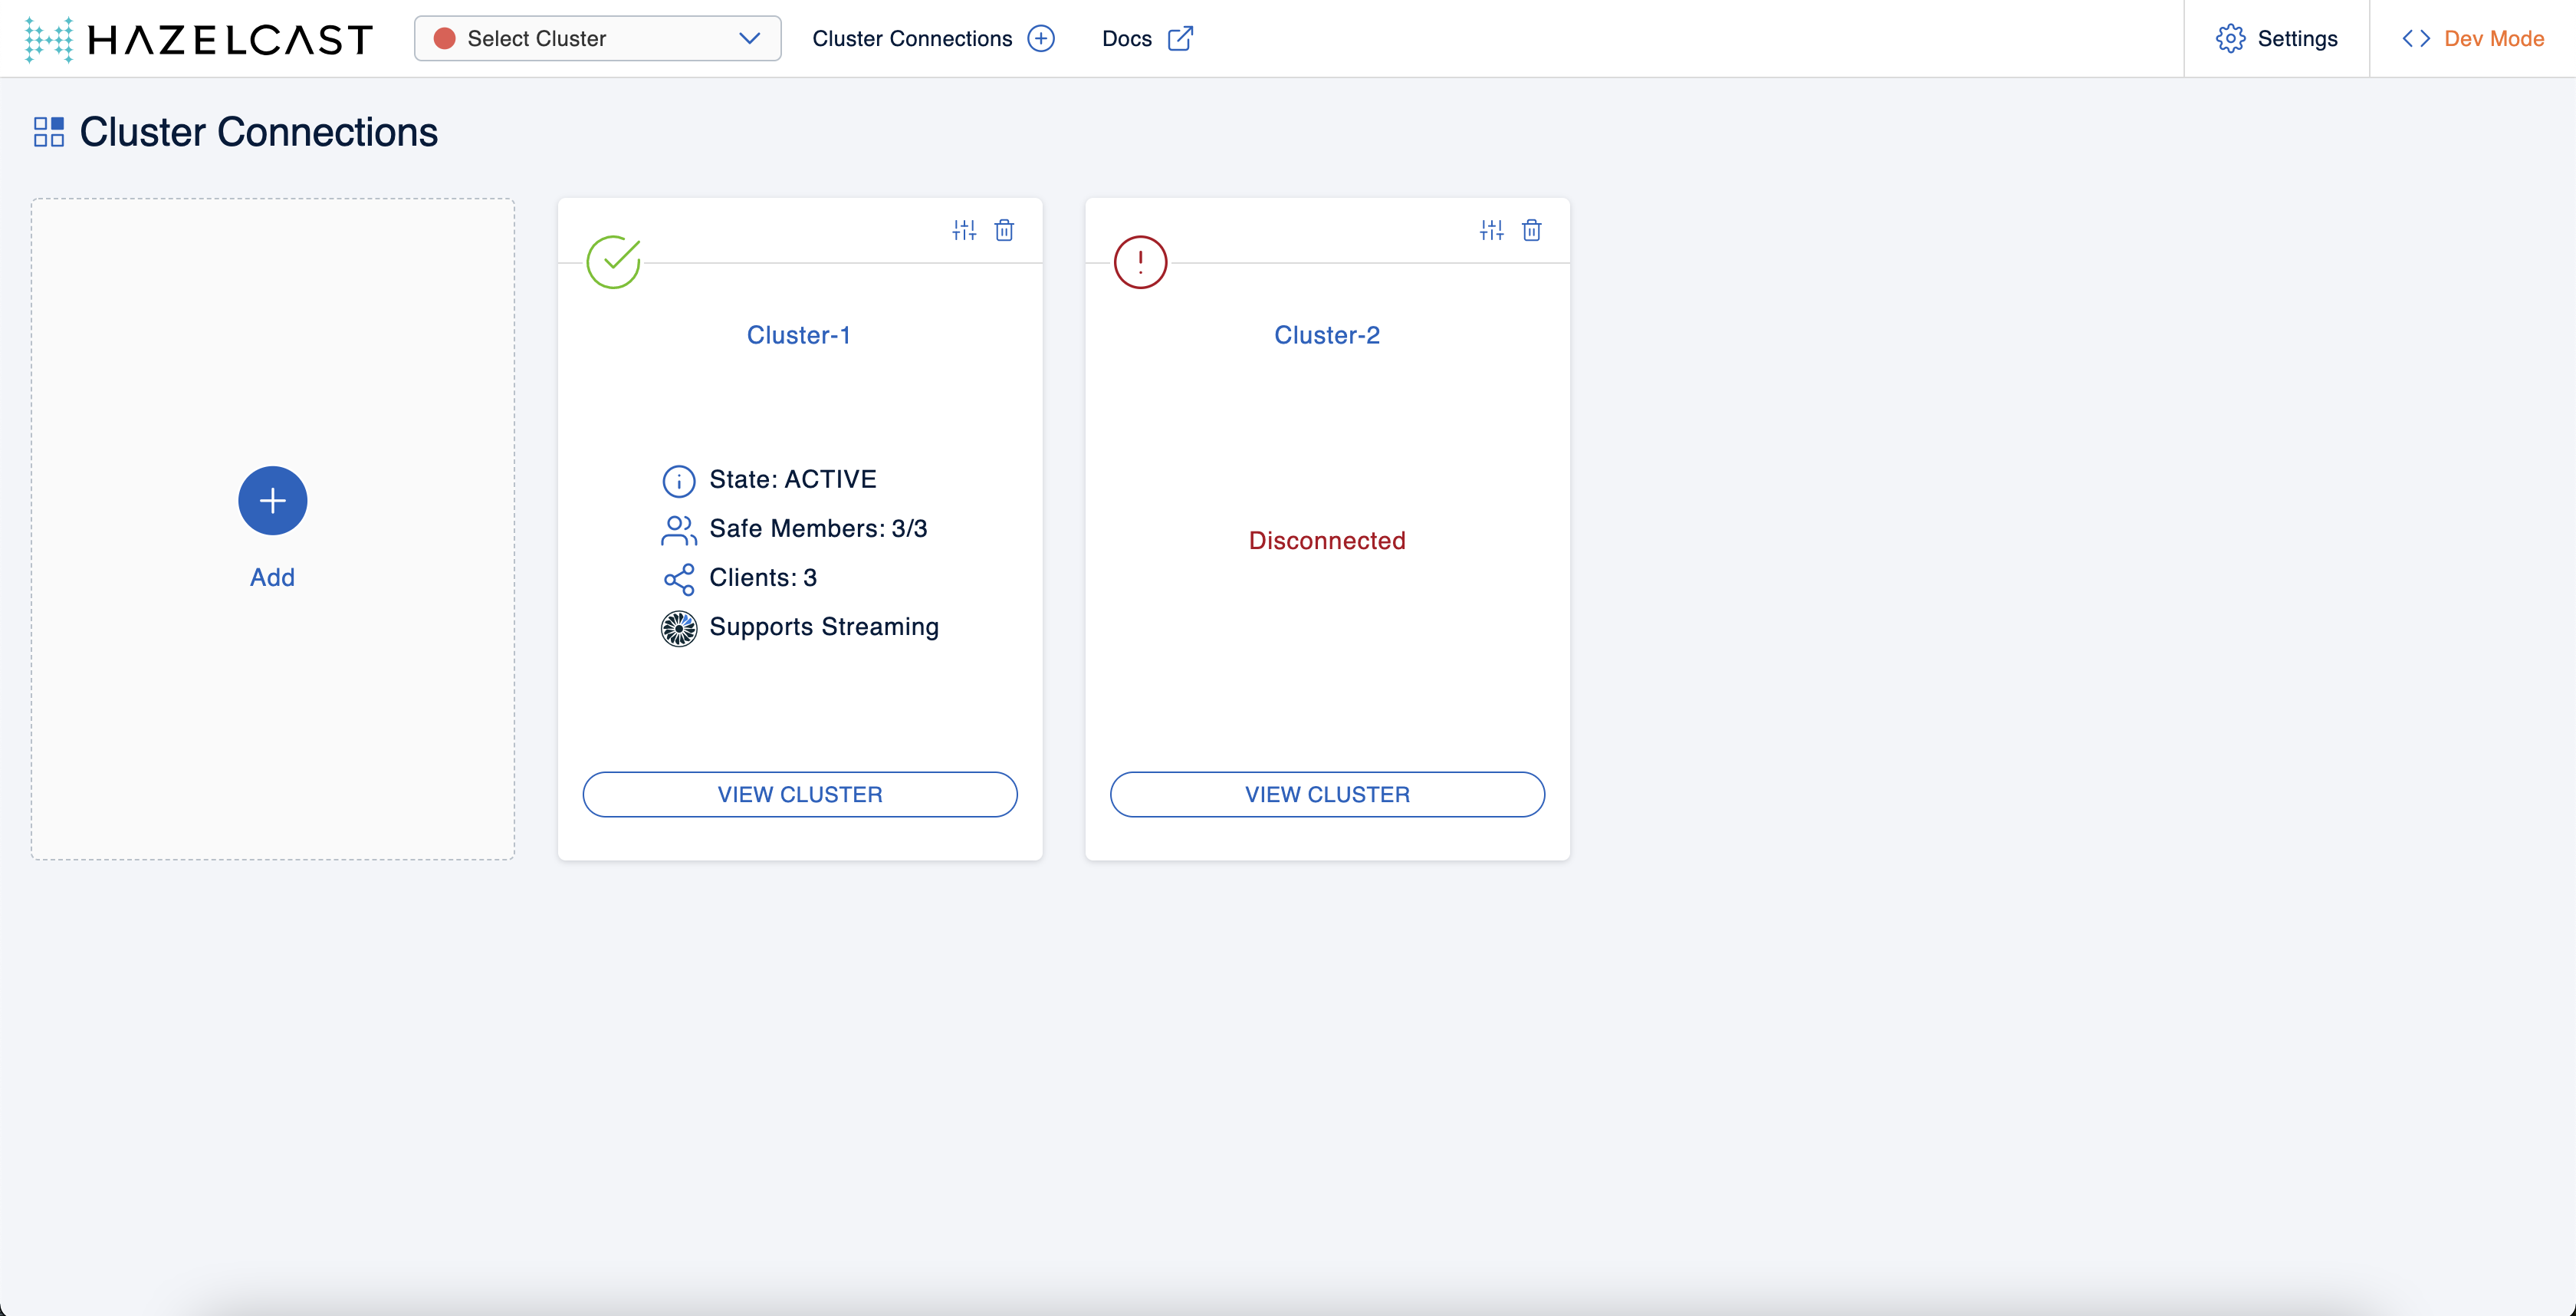 HAZELCAST
Select Cluster
Cluster Connections
Docs
Settings
Dev Mode
Cluster Connections
Add
Cluster-1
State: ACTIVE
Safe Members: 3/3
Clients: 3
Supports Streaming
VIEW CLUSTER
Cluster-2
Disconnected
VIEW CLUSTER